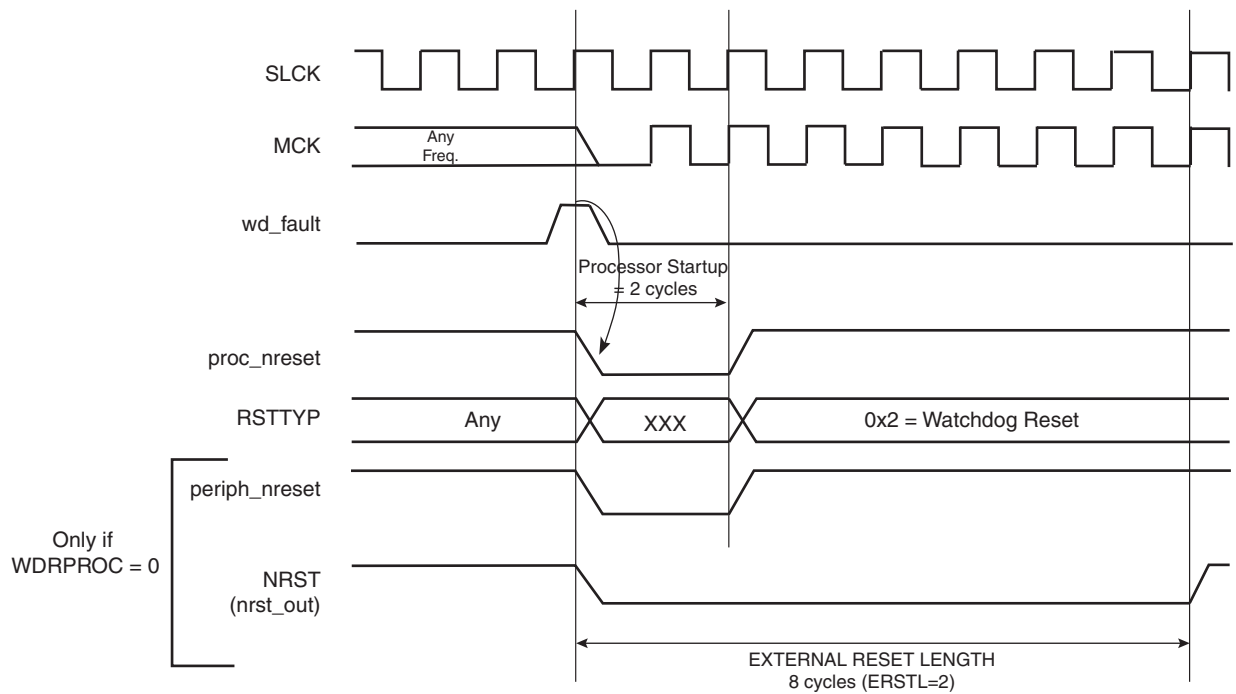 SLCK
MCK
Any
Freq.
wd_fault
Processor Startup
= 2 cycles
proc_nreset
RSTTYP
Any
XXX
0x2 = Watchdog Reset
periph_nreset
Only if
WDRPROC = 0
NRST
(nrst_out)
EXTERNAL RESET LENGTH
8 cycles (ERSTL=2)